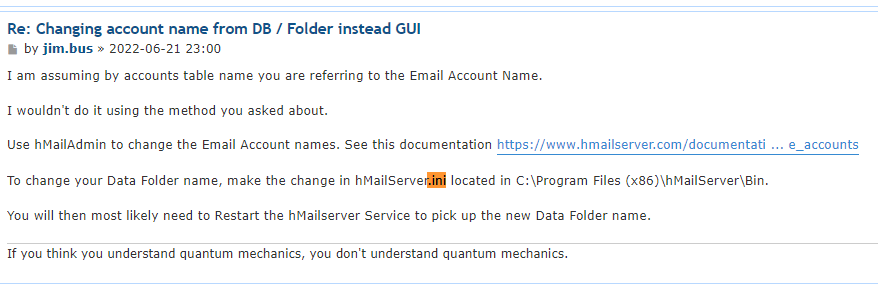 Re: Changing account name from DB / Folder instead GUI
by jim.bus » 2022-06-21 23:00
I am assuming by accounts table name you are referring to the Email Account Name.
I wouldn't do it using the method you asked about.
Use hMailAdmin to change the Email Account names. See this documentation https://www.hmailserver.com/documentati ... e_accounts
To change your Data Folder name, make the change in hMailServer.ini located in C:\Program Files (x86)\hMailServer\Bin.
You will then most likely need to Restart the hMailserver Service to pick up the new Data Folder name.
If you think you understand quantum mechanics, you don't understand quantum mechanics.